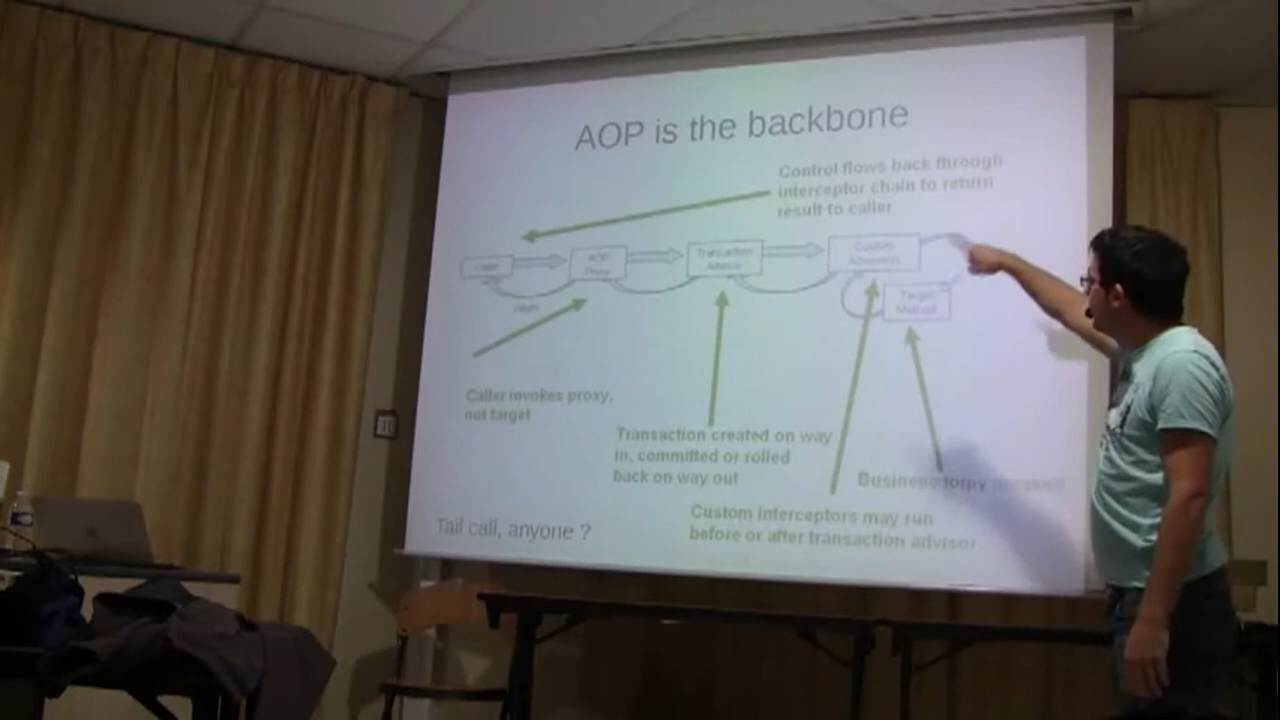 AOP is the backbone
Control flows back through
interceptor chain to return
result to caller
Caller
AOP
Proxy
Transaction
Advisor
Custom
Advisor(s)
Target
Method
return
Caller invokes proxy,
not target
Transaction created on way
in, committed or rolled
back on way out
Business
Custom interceptors may run
before or after transaction advisor
Tail call, anyone ?